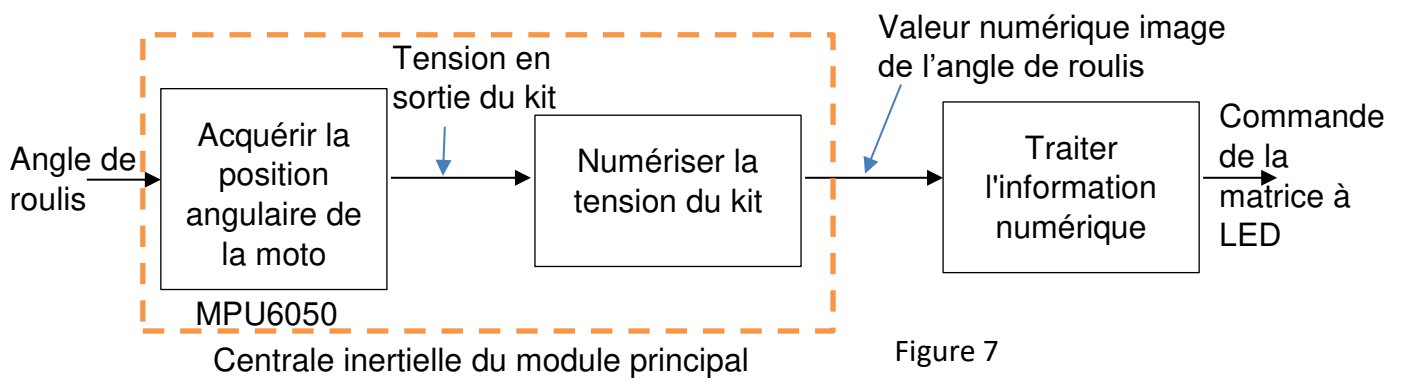 Angle de
roulis
Acquérir la
position
angulaire de
la moto
MPU6050
Tension en
sortie du kit
Numériser la
tension du kit
Valeur numérique image
de l'angle de roulis
Traiter
l'information
numérique
Commande
de la
matrice à
LED
Centrale inertielle du module principal
Figure 7